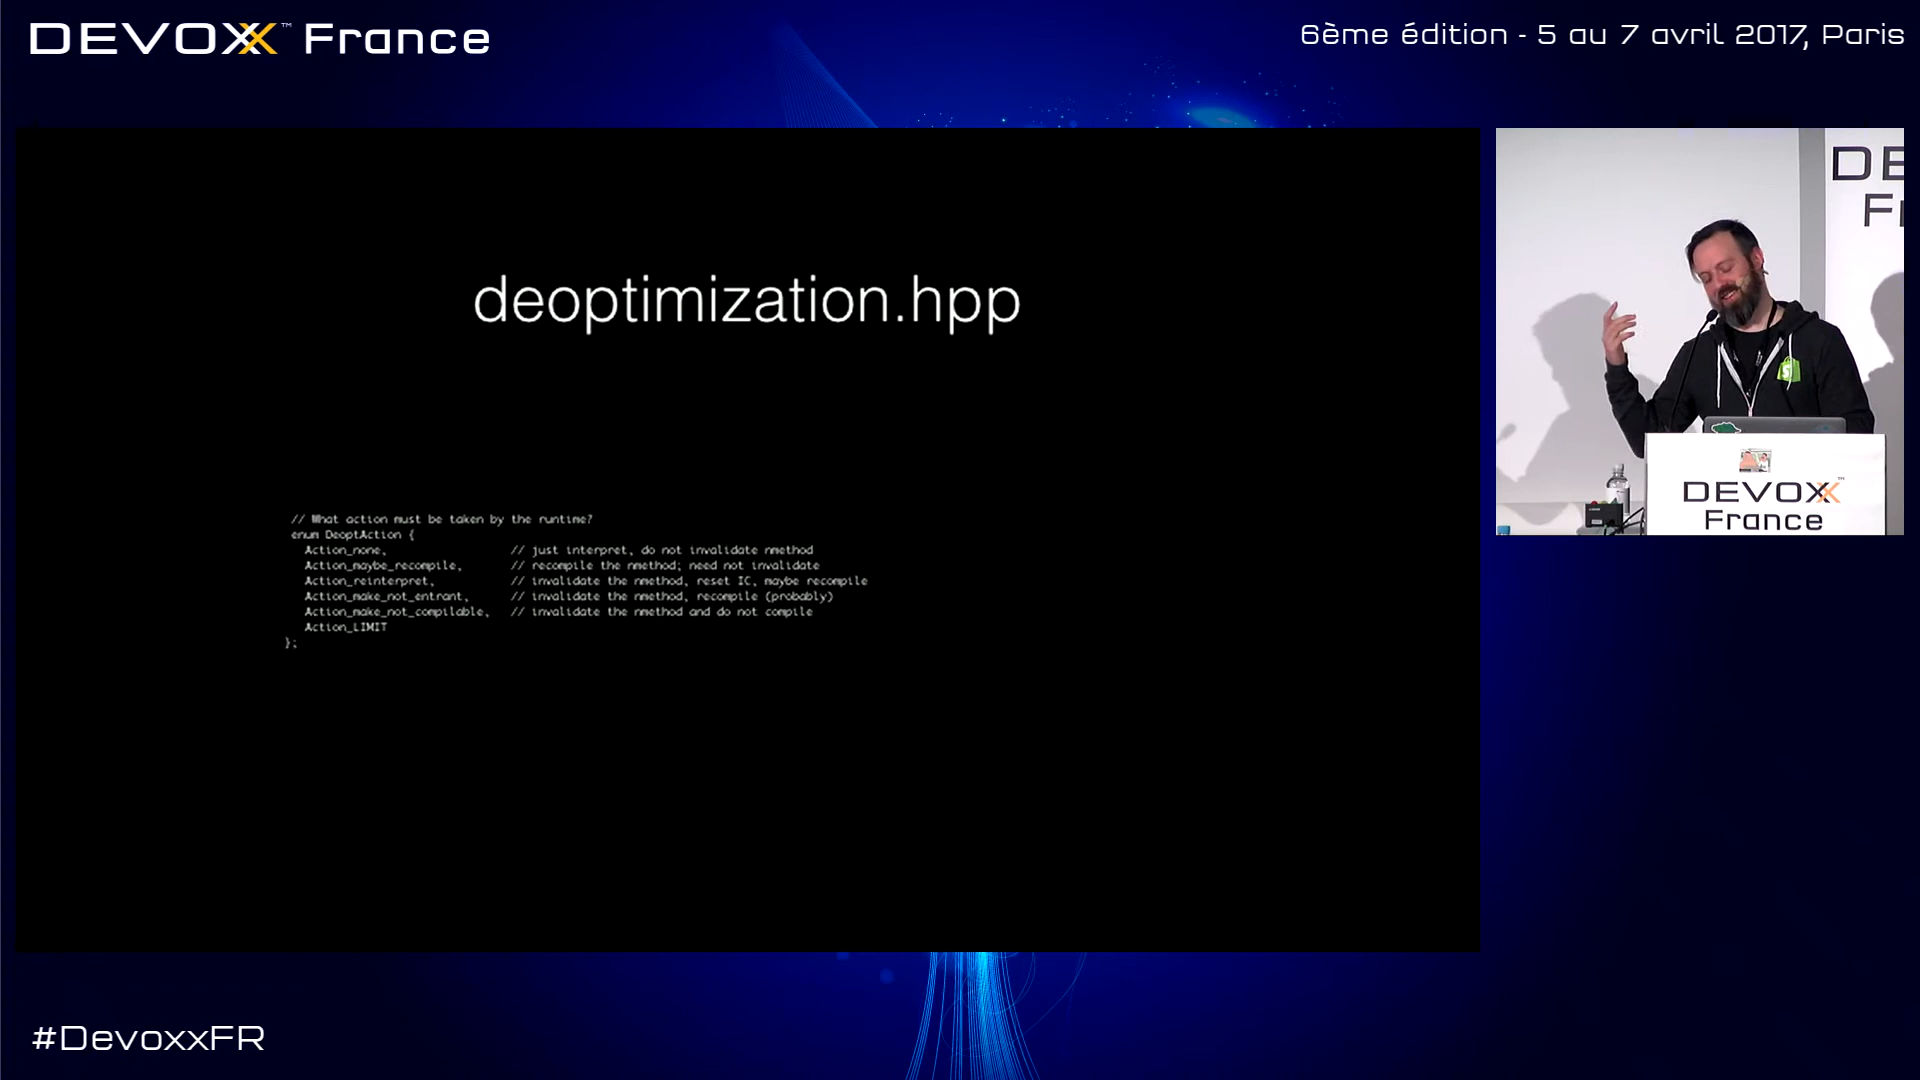 DEVOXX™ France
6ème édition - 5 au 7 avril 2017, Paris
deoptimization.hpp
// What action must be taken by the runtime?
enum DeoptAction {
Action_none, // just interpret, do not invalidate nmethod
Action_maybe_recompile, // recompile the nmethod; need not invalidate
Action_reinterpret, // invalidate the nmethod, reset IC, maybe recompile
Action_make_not_entrant, // invalidate the nmethod, recompile (probably)
Action_make_not_compilable, // invalidate the nmethod and do not compile
Action_LIMIT
};
DE
F
DEVOXX™
France
#DevoxxFR